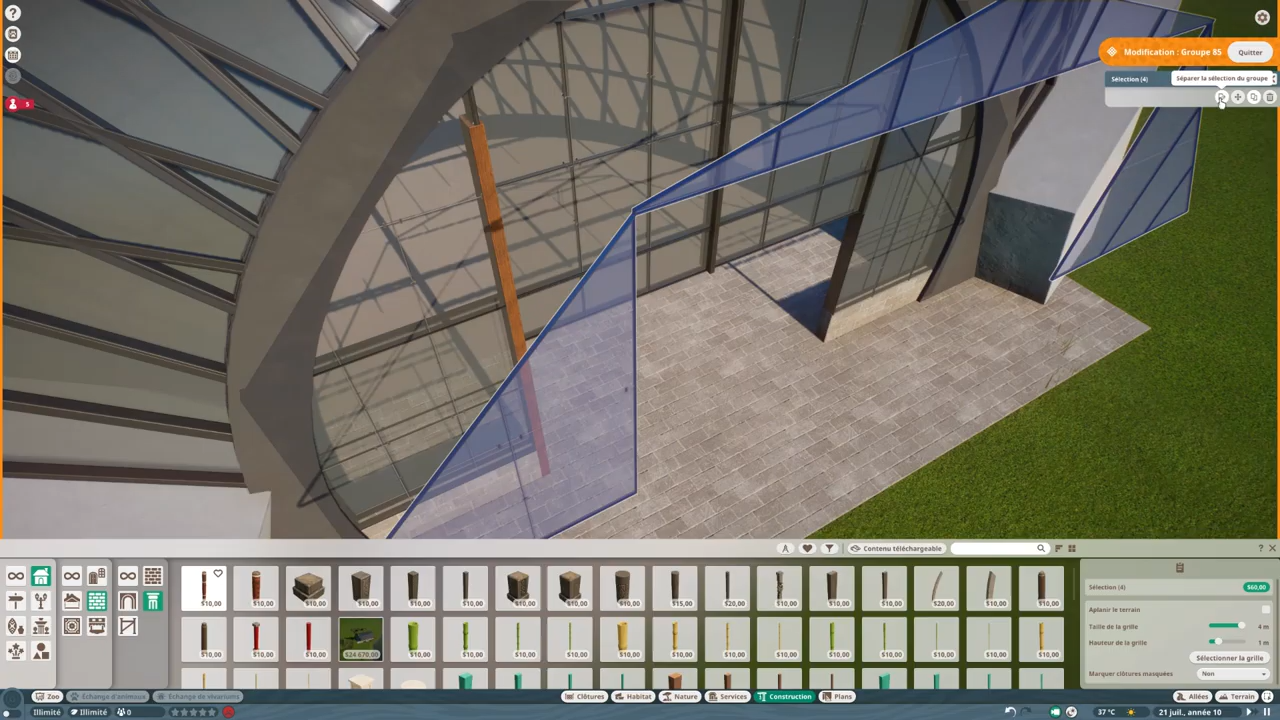 ?
Modification : Groupe 85
Quitter
Sélection (4)
Séparer la sélection du groupe
5
A
Contenu téléchargeable
?
$10,00
$10,00
$10,00
$10,00
$10,00
$10,00
$10,00
$10,00
$10,00
$15,00
$20,00
$10,00
$10,00
$10,00
$20,00
$10,00
$10,00
$10,00
$10,00
$10,00
$24 670,00
$10,00
$10,00
$10,00
$10,00
$10,00
$10,00
$10,00
$10,00
$10,00
$10,00
$10,00
$10,00
$10,00
Sélection (4)
$60,00
Aplanir le terrain
Taille de la grille
4 m
Hauteur de la grille
1 m
Sélectionner la grille
Marquer clôtures masquées
Non
Zoo
Échange d'animaux
Échange de vivariums
Clôtures
Habitat
Nature
Services
Construction
Plans
Allées
Terrain
Illimité
Illimité
0
37 °C
21 juil., année 10